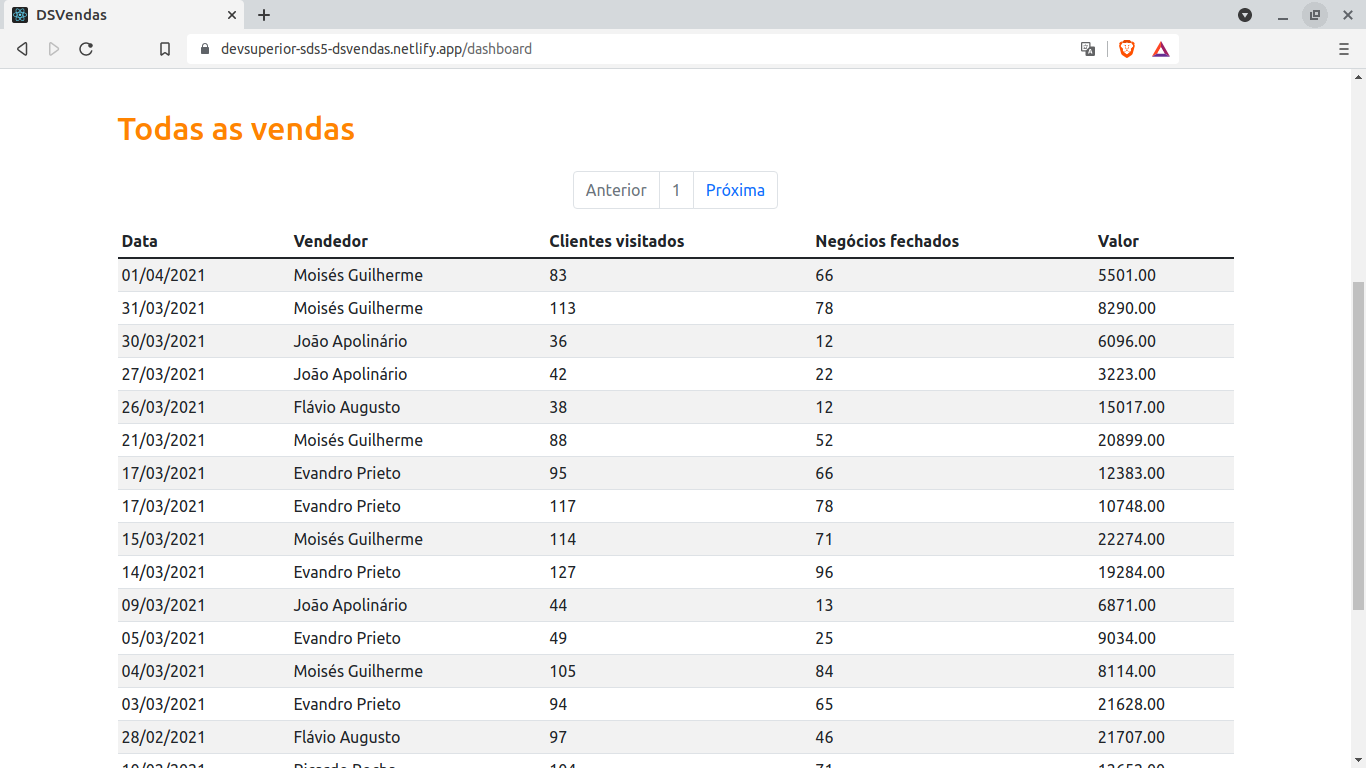 DSVendas
devsuperior-sds5-dsvendas.netlify.app/dashboard
Todas as vendas
Anterior 1 Próxima
Data Vendedor Clientes visitados Negócios fechados Valor
01/04/2021 Moisés Guilherme 83 66 5501.00
31/03/2021 Moisés Guilherme 113 78 8290.00
30/03/2021 João Apolinário 36 12 6096.00
27/03/2021 João Apolinário 42 22 3223.00
26/03/2021 Flávio Augusto 38 12 15017.00
21/03/2021 Moisés Guilherme 88 52 20899.00
17/03/2021 Evandro Prieto 95 66 12383.00
17/03/2021 Evandro Prieto 117 78 10748.00
15/03/2021 Moisés Guilherme 114 71 22274.00
14/03/2021 Evandro Prieto 127 96 19284.00
09/03/2021 João Apolinário 44 13 6871.00
05/03/2021 Evandro Prieto 49 25 9034.00
04/03/2021 Moisés Guilherme 105 84 8114.00
03/03/2021 Evandro Prieto 94 65 21628.00
28/02/2021 Flávio Augusto 97 46 21707.00